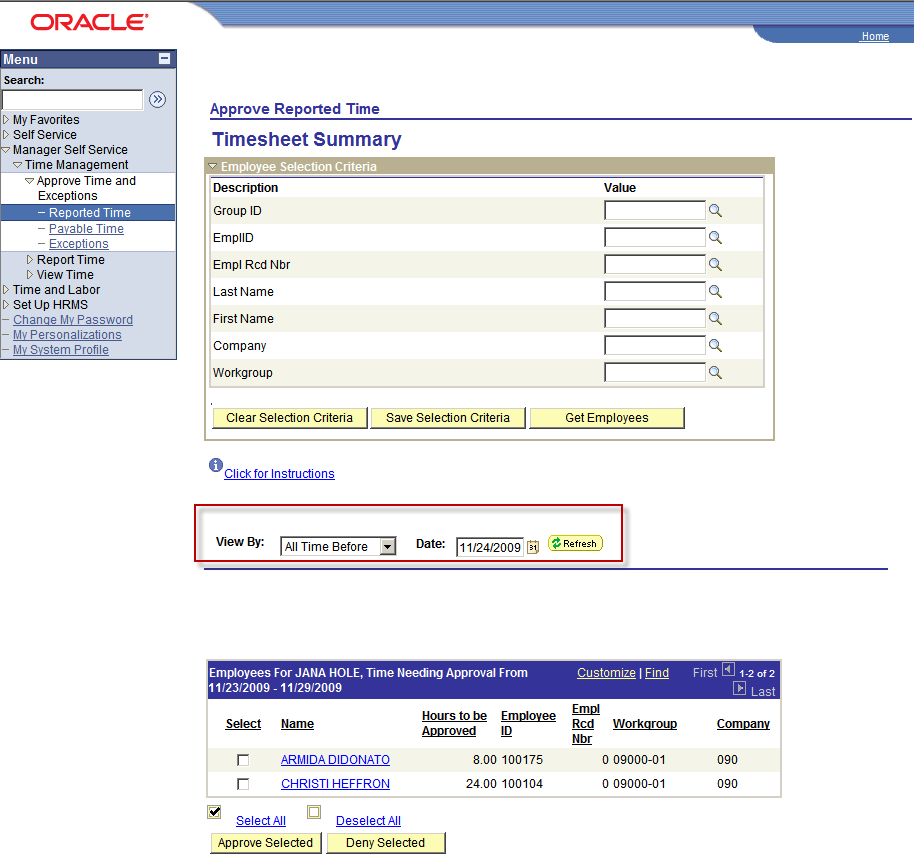 ORACLE®
Home
Menu
Search:
My Favorites
Self Service
Manager Self Service
Time Management
Approve Time and
Exceptions
– Reported Time
– Payable Time
– Exceptions
Report Time
View Time
Time and Labor
Set Up HRMS
– Change My Password
– My Personalizations
– My System Profile
Approve Reported Time
Timesheet Summary
Employee Selection Criteria
Description Value
Group ID
EmplID
Empl Rcd Nbr
Last Name
First Name
Company
Workgroup
.
Clear Selection Criteria Save Selection Criteria Get Employees
Click for Instructions
View By: All Time Before Date: 11/24/2009 31 Refresh
Employees For JANA HOLE, Time Needing Approval From
11/23/2009 - 11/29/2009
Customize | Find First 1-2 of 2
Last
Select Name Hours to be Approved Employee ID Empl Rcd Nbr Workgroup Company
ARMIDA DIDONATO 8.00 100175 0 09000-01 090
CHRISTI HEFFRON 24.00 100104 0 09000-01 090
Select All Deselect All
Approve Selected Deny Selected